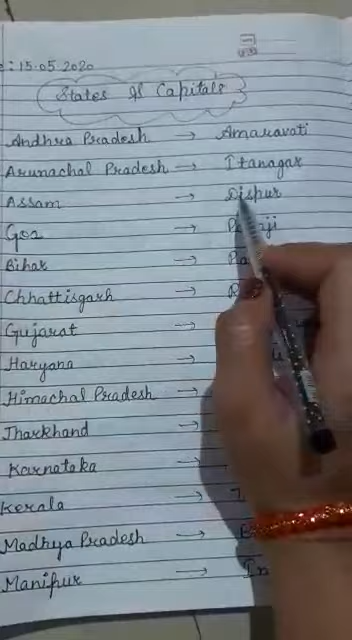 : 15.05.2020
States & Capitals
Andhra Pradesh → Amaravati
Arunachal Pradesh → Itanagar
Assam → Dispur
Goa →
Bihar →
Chhattisgarh →
Gujarat →
Haryana →
Himachal Pradesh →
Jharkhand →
Karnataka →
Kerala →
Madhya Pradesh →
Manipur →